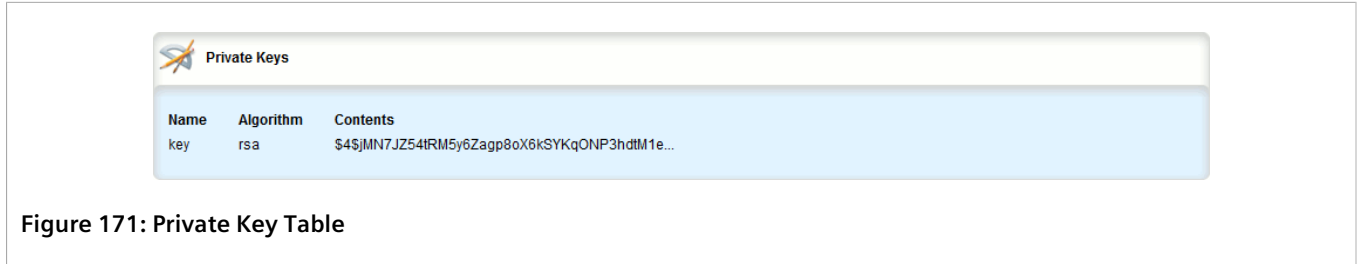 Private Keys
Name Algorithm Contents
key rsa $4$jMN7JZ54tRM5y6Zagp8oX6kSYKqONP3hdtM1e...
Figure 171: Private Key Table